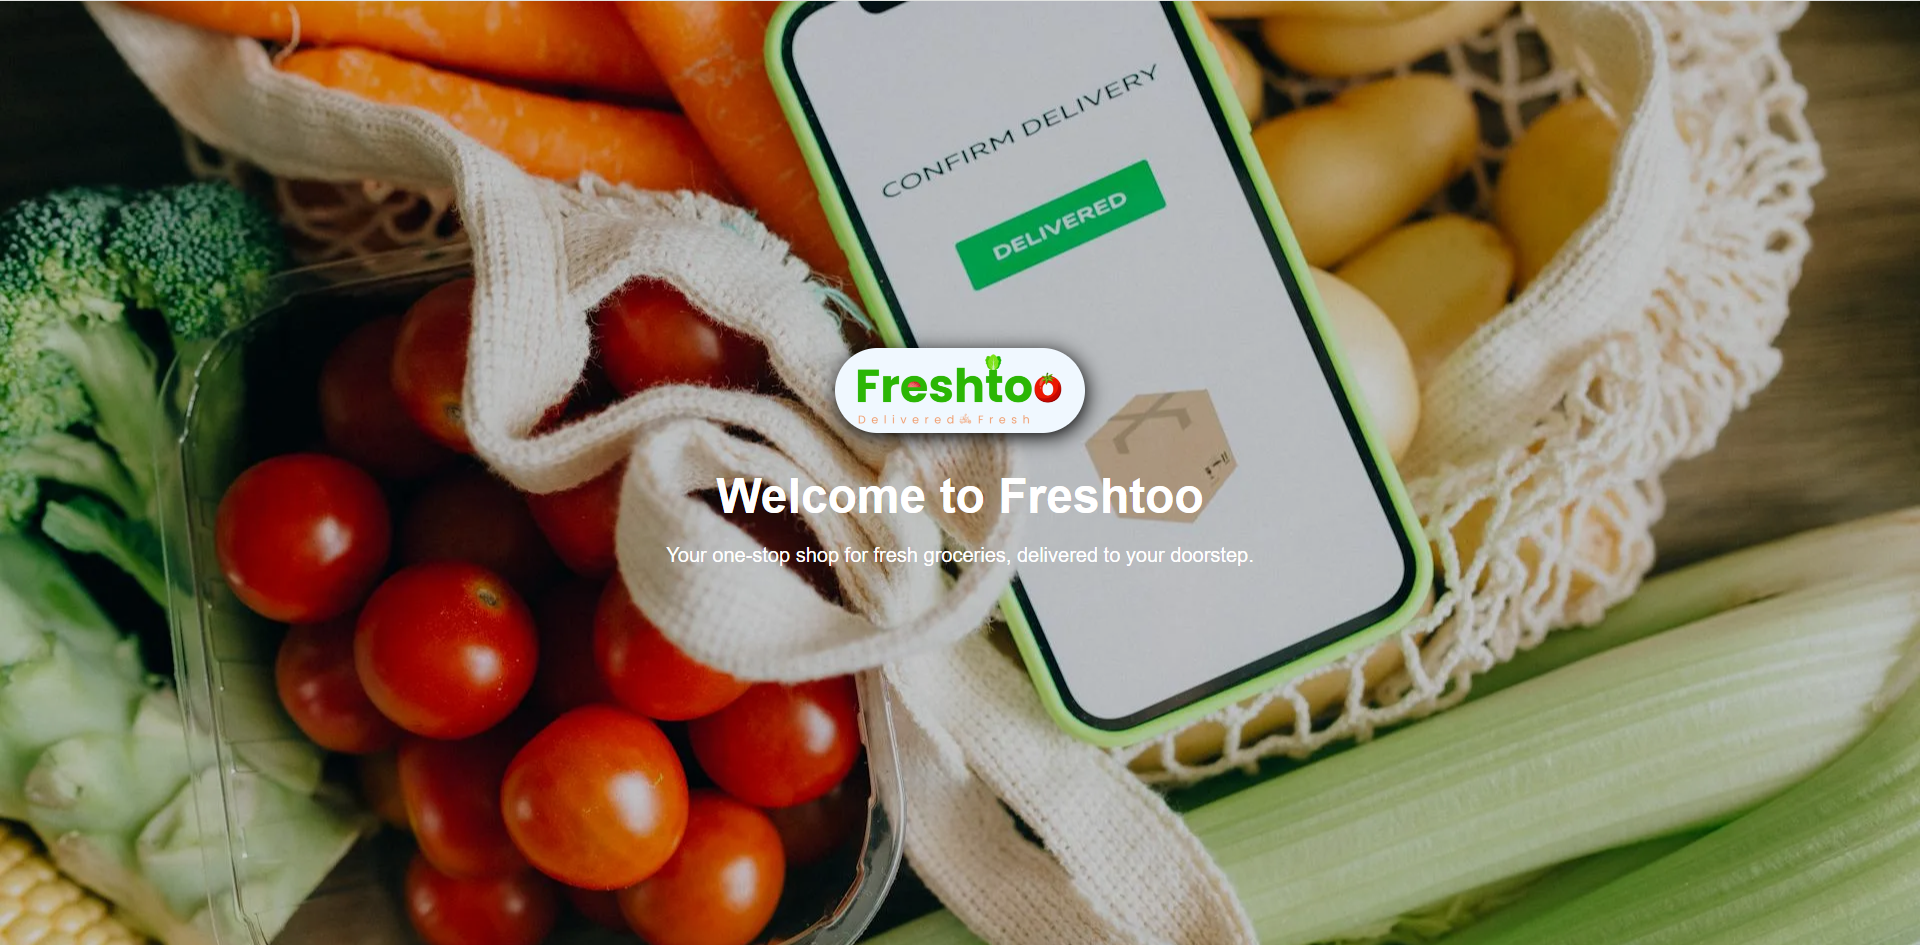 CONFIRM DELIVERY
DELIVERED
Freshtoo
Delivered Fresh
Welcome to Freshtoo
Your one-stop shop for fresh groceries, delivered to your doorstep.